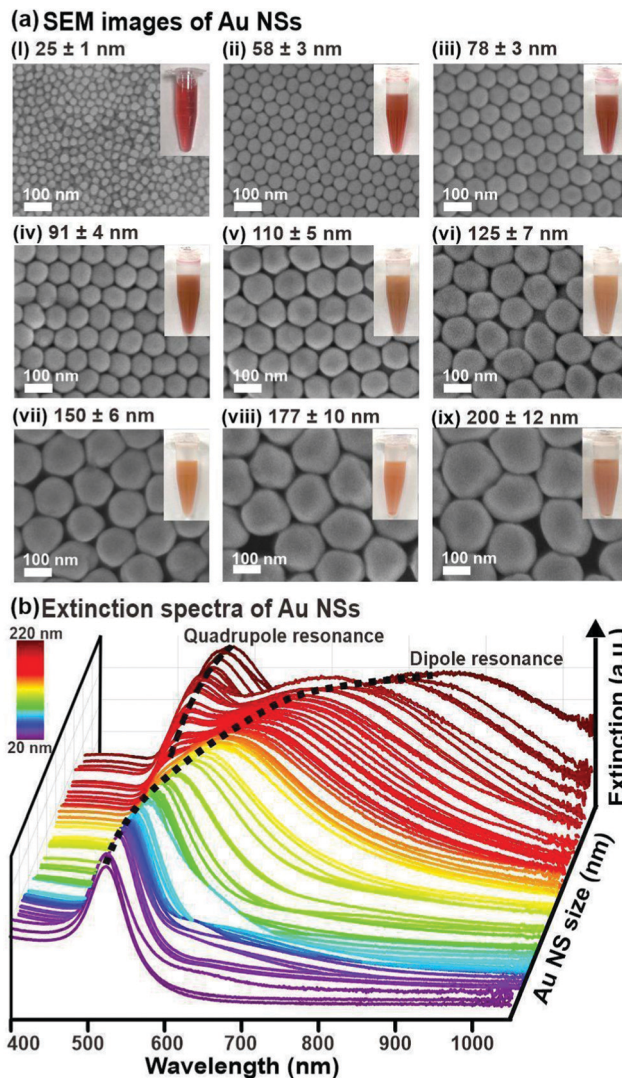 (a) SEM images of Au NSs
(I) 25 ± 1 nm
(ii) 58 ± 3 nm
(iii) 78 ± 3 nm
100 nm
100 nm
100 nm
(iv) 91 ± 4 nm
(v) 110 ± 5 nm
(vi) 125 ± 7 nm
100 nm
100 nm
100 nm
(vii) 150 ± 6 nm
(viii) 177 ± 10 nm
(ix) 200 ± 12 nm
100 nm
100 nm
100 nm
(b) Extinction spectra of Au NSs
220 nm
20 nm
Quadrupole resonance
Dipole resonance
Extinction (a.u.)
Au NS size (nm)
400 500 600 700 800 900 1000
Wavelength (nm)